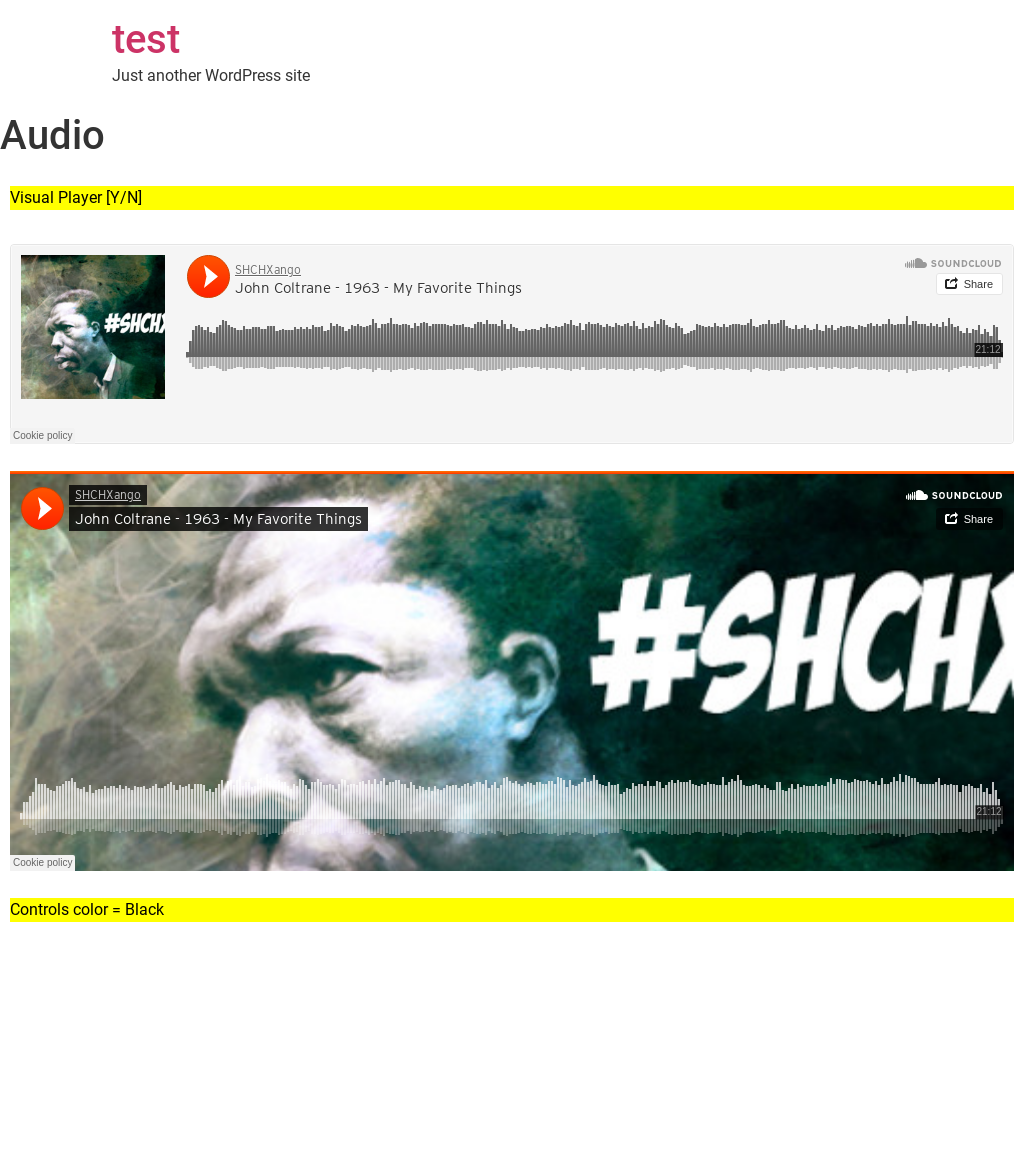 test
Just another WordPress site
Audio
Visual Player [Y/N]
SHCHXango
John Coltrane - 1963 - My Favorite Things
SOUNDCLOUD
Share
#SHCHX
21:12
Cookie policy
SHCHXango
John Coltrane - 1963 - My Favorite Things
SOUNDCLOUD
Share
#SHCHX
21:12
Cookie policy
Controls color = Black